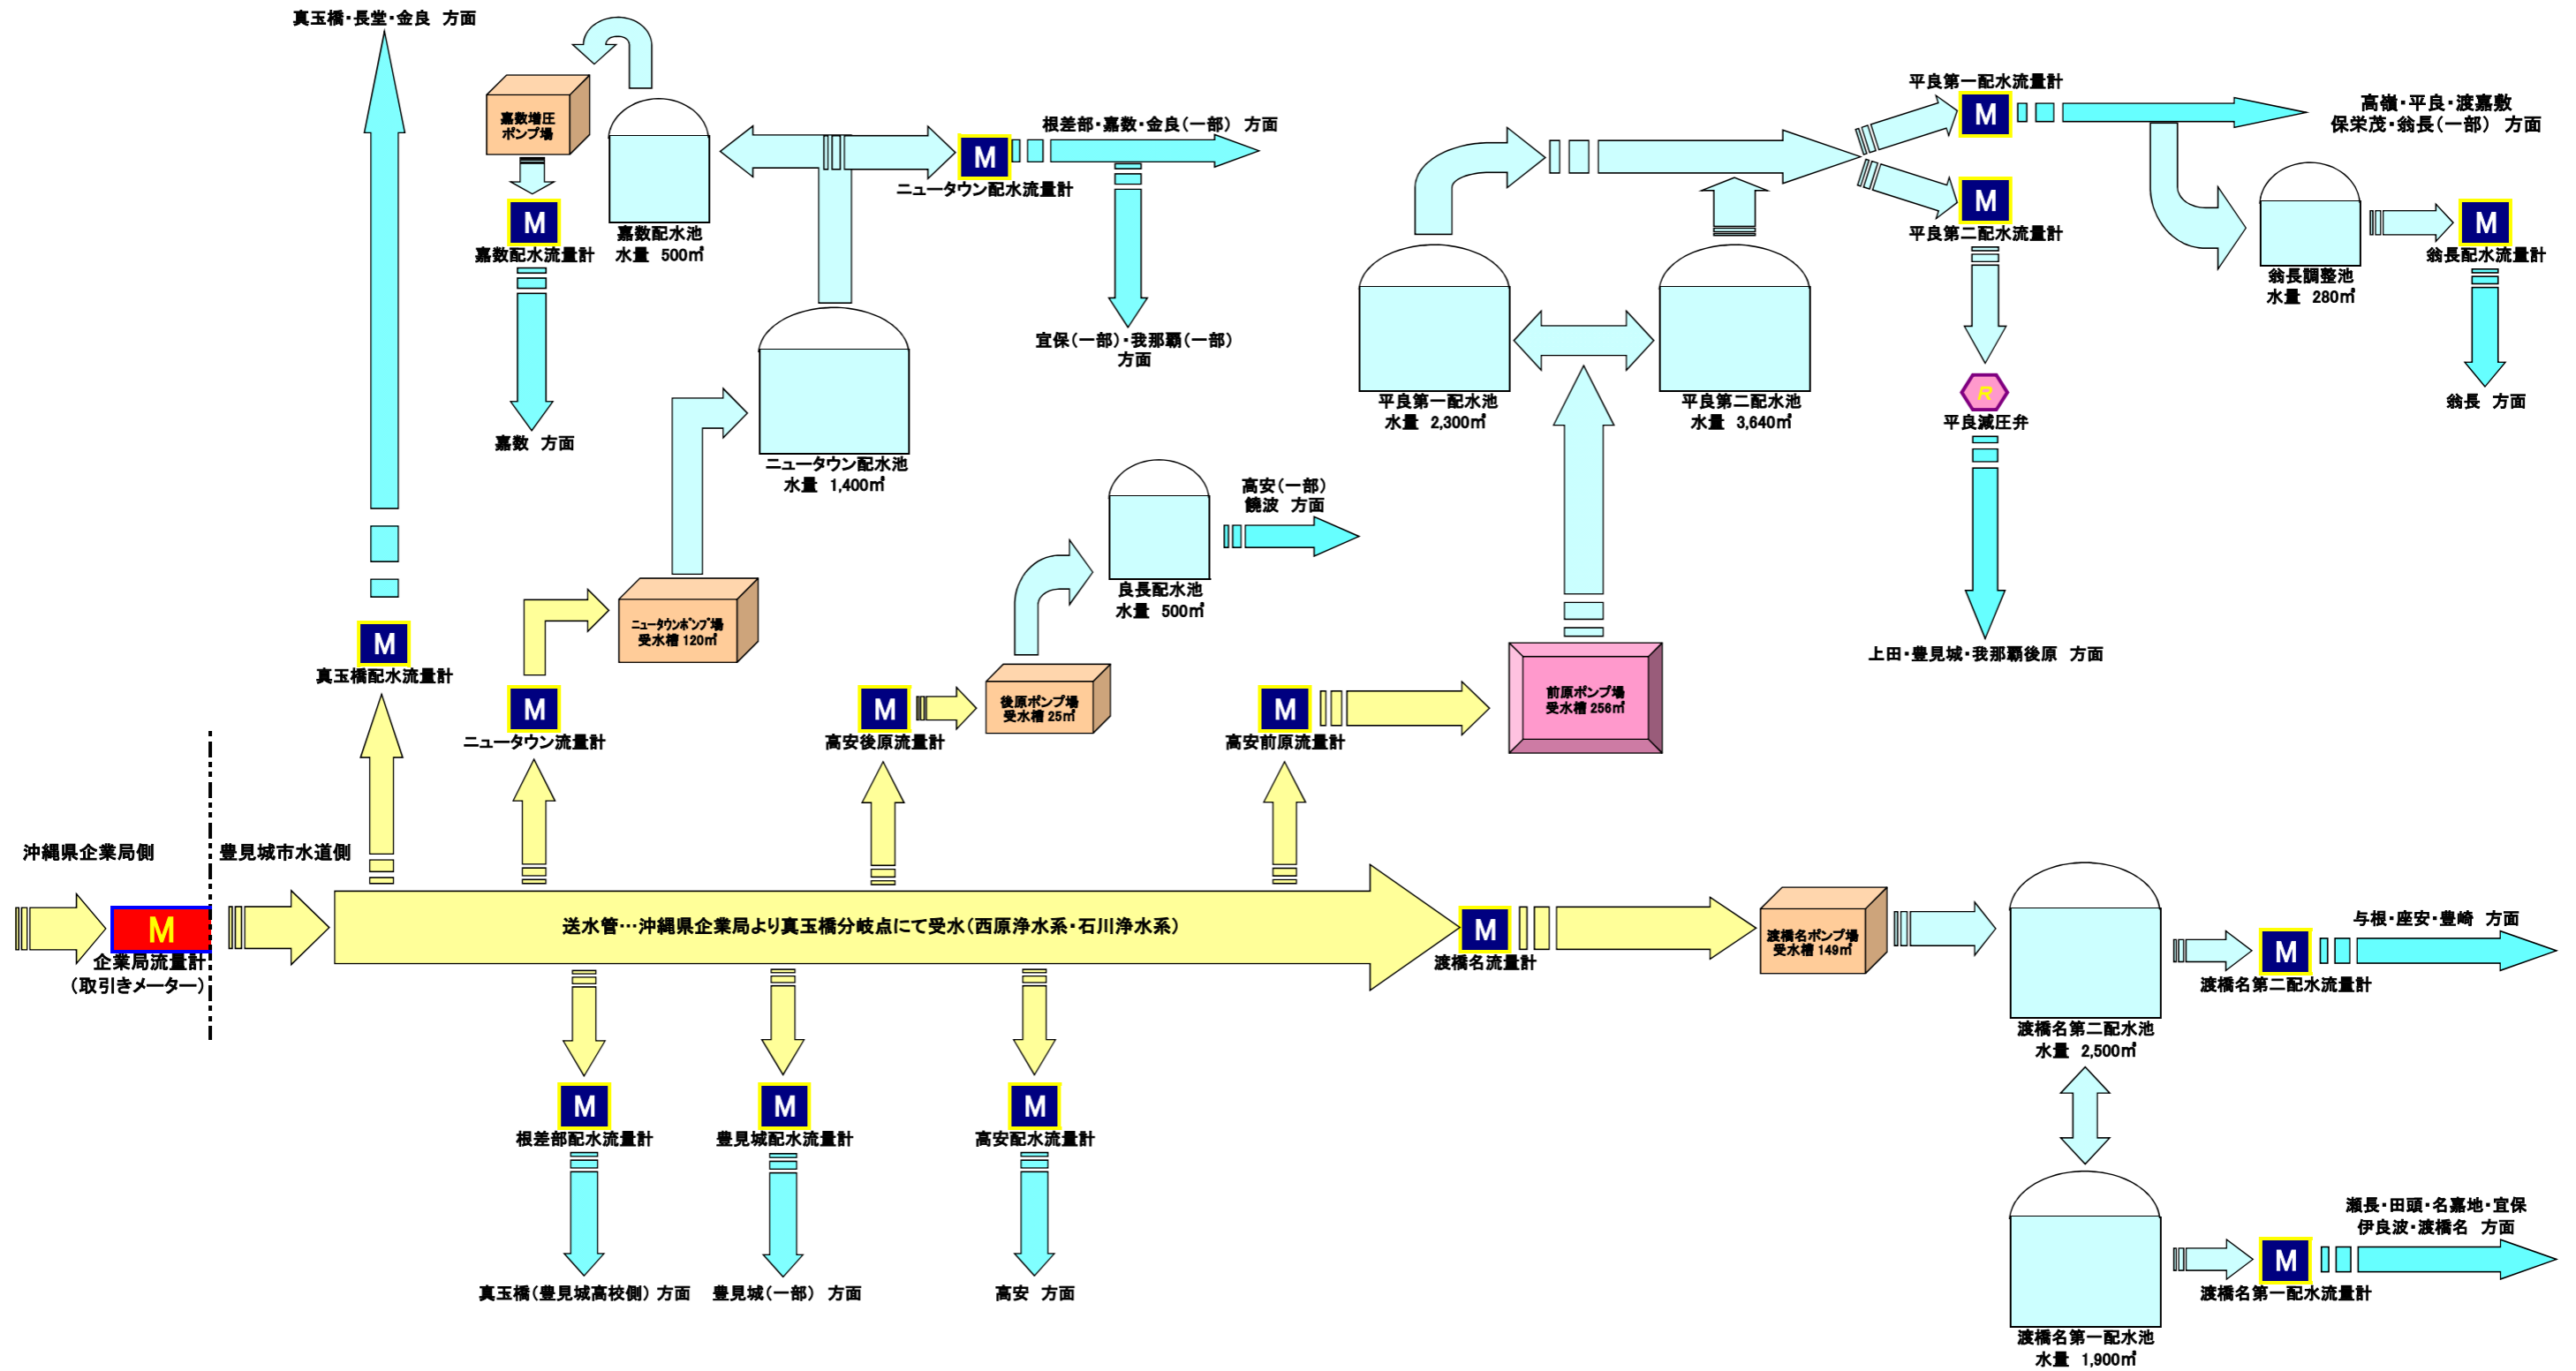 真玉橋・長堂・金良 方面
嘉数増圧
ポンプ場
M
嘉数配水流量計
嘉数 方面
嘉数配水池
水量 500㎥
M
ニュータウン配水流量計
根差部・嘉数・金良(一部) 方面
宜保(一部)・我那覇(一部)
方面
ニュータウン配水池
水量 1,400㎥
平良第一配水流量計
M
高嶺・平良・渡嘉敷
保栄茂・翁長(一部) 方面
M
平良第二配水流量計
翁長調整池
水量 280㎥
M
翁長配水流量計
翁長 方面
平良第一配水池
水量 2,300㎥
平良第二配水池
水量 3,640㎥
R
平良減圧弁
上田・豊見城・我那覇後原 方面
高安(一部)
饒波 方面
良長配水池
水量 500㎥
M
真玉橋配水流量計
ニュータウンポンプ場
受水槽 120㎥
M
ニュータウン流量計
M
高安後原流量計
後原ポンプ場
受水槽 25㎥
M
高安前原流量計
前原ポンプ場
受水槽 256㎥
沖縄県企業局側
豊見城市水道側
M
企業局流量計
(取引きメーター)
送水管…沖縄県企業局より真玉橋分岐点にて受水(西原浄水系・石川浄水系)
M
渡橋名流量計
渡橋名ポンプ場
受水槽 149㎥
渡橋名第二配水池
水量 2,500㎥
M
渡橋名第二配水流量計
与根・座安・豊崎 方面
M
根差部配水流量計
真玉橋(豊見城高校側) 方面
M
豊見城配水流量計
豊見城(一部) 方面
M
高安配水流量計
高安 方面
渡橋名第一配水池
水量 1,900㎥
M
渡橋名第一配水流量計
瀬長・田頭・名嘉地・宜保
伊良波・渡橋名 方面